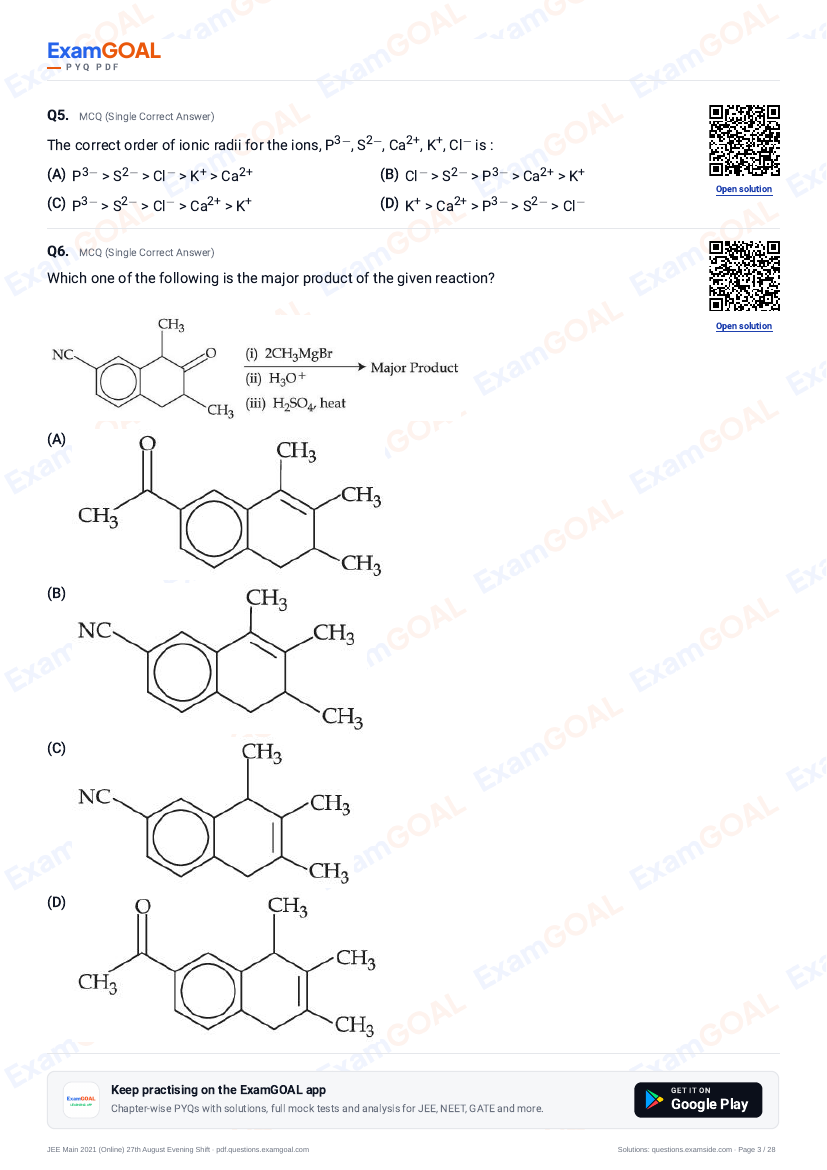 ExamGOAL
PYQ PDF
Q5. MCQ (Single Correct Answer)
The correct order of ionic radii for the ions, P³⁻, S²⁻, Ca²⁺, K⁺, Cl⁻ is :
(A) P³⁻ > S²⁻ > Cl⁻ > K⁺ > Ca²⁺
(B) Cl⁻ > S²⁻ > P³⁻ > Ca²⁺ > K⁺
(C) P³⁻ > S²⁻ > Cl⁻ > Ca²⁺ > K⁺
(D) K⁺ > Ca²⁺ > P³⁻ > S²⁻ > Cl⁻
Open solution
Q6. MCQ (Single Correct Answer)
Which one of the following is the major product of the given reaction?
Open solution
CH₃
NC
O
CH₃
(i) 2CH₃MgBr
(ii) H₃O⁺
(iii) H₂SO₄, heat
Major Product
(A)
O
CH₃
CH₃
CH₃
CH₃
(B)
CH₃
NC
CH₃
CH₃
(C)
CH₃
NC
CH₃
CH₃
(D)
O
CH₃
CH₃
CH₃
CH₃
ExamGOAL
Keep practising on the ExamGOAL app
Chapter-wise PYQs with solutions, full mock tests and analysis for JEE, NEET, GATE and more.
GET IT ON
Google Play
JEE Main 2021 (Online) 27th August Evening Shift · pdf.questions.examgoal.com
Solutions: questions.examside.com · Page 3 / 28